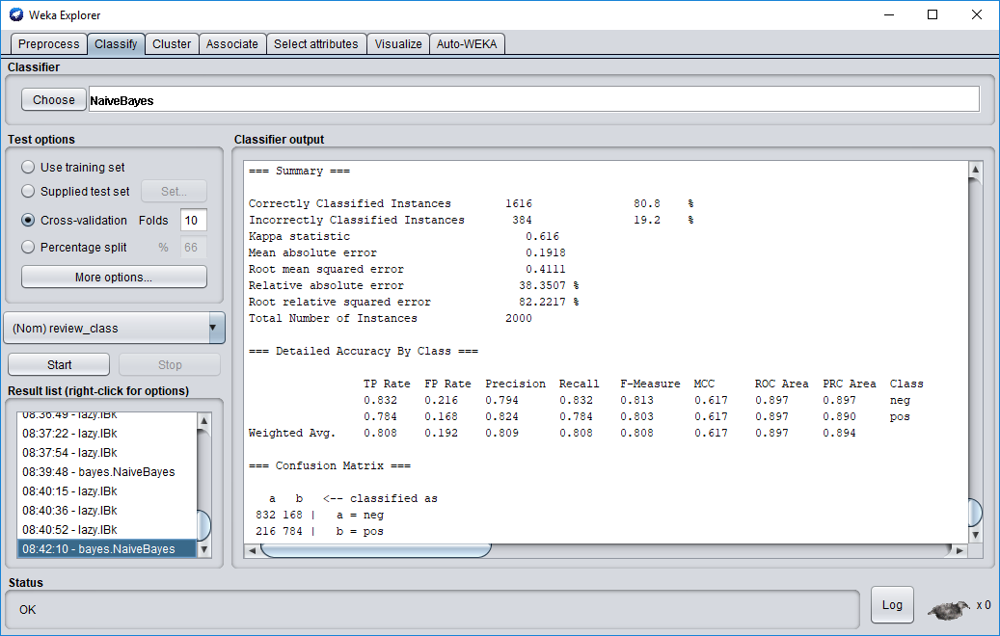 Weka Explorer
Preprocess Classify Cluster Associate Select attributes Visualize Auto-WEKA
Classifier
Choose NaiveBayes
Test options
Use training set
Supplied test set Set...
Cross-validation Folds 10
Percentage split % 66
More options...
(Nom) review_class
Start Stop
Result list (right-click for options)
08:36:49 - lazy.IBk
08:37:22 - lazy.IBk
08:37:54 - lazy.IBk
08:39:48 - bayes.NaiveBayes
08:40:15 - lazy.IBk
08:40:36 - lazy.IBk
08:40:52 - lazy.IBk
08:42:10 - bayes.NaiveBayes
Classifier output
=== Summary ===
Correctly Classified Instances 1616 80.8 %
Incorrectly Classified Instances 384 19.2 %
Kappa statistic 0.616
Mean absolute error 0.1918
Root mean squared error 0.4111
Relative absolute error 38.3507 %
Root relative squared error 82.2217 %
Total Number of Instances 2000
=== Detailed Accuracy By Class ===
TP Rate FP Rate Precision Recall F-Measure MCC ROC Area PRC Area Class
0.832 0.216 0.794 0.832 0.813 0.617 0.897 0.897 neg
0.784 0.168 0.824 0.784 0.803 0.617 0.897 0.890 pos
Weighted Avg. 0.808 0.192 0.809 0.808 0.808 0.617 0.897 0.894
=== Confusion Matrix ===
a b <-- classified as
832 168 | a = neg
216 784 | b = pos
Status
OK
Log x 0